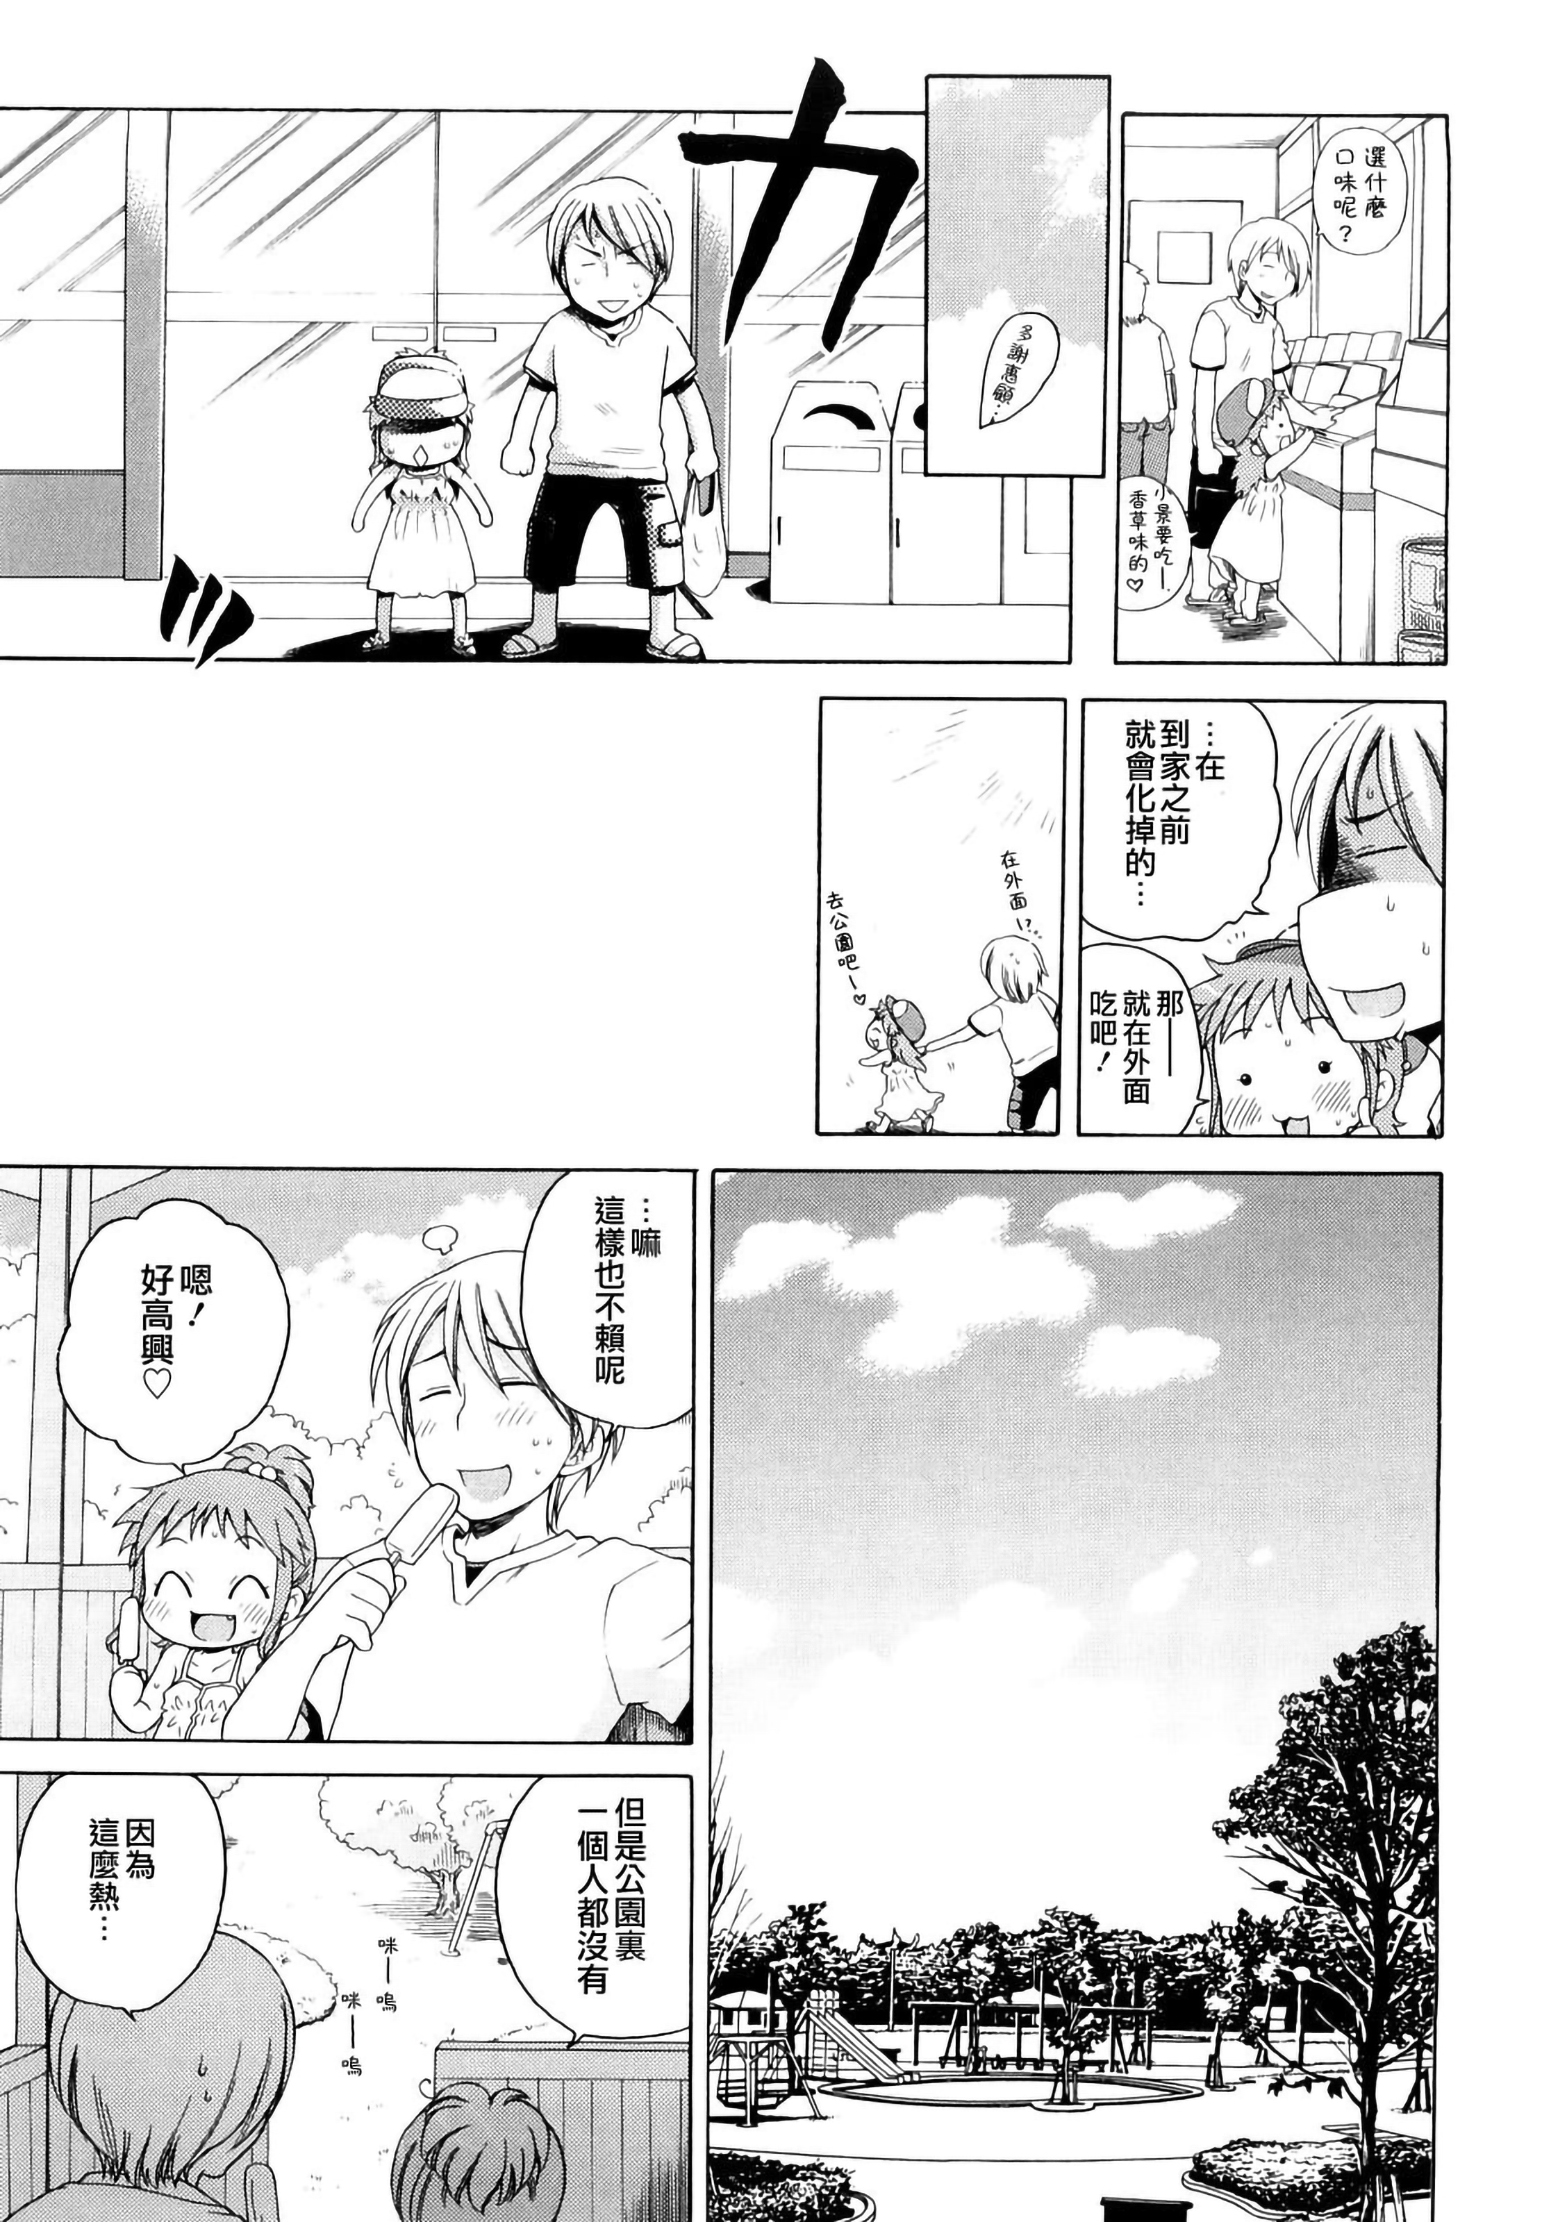 選什麼
口味呢？
小景要吃—
香草味的♡
多謝惠顧…
カ
…在
到家之前
就會化掉的…
那——
就在外面
吃吧！
在外面！？
去公園吧—♡
…嘛
這樣也不賴呢
嗯！
好高興♡
但是公園裏
一個人都沒有
因為
這麼熱…
咪—嗚
咪—嗚